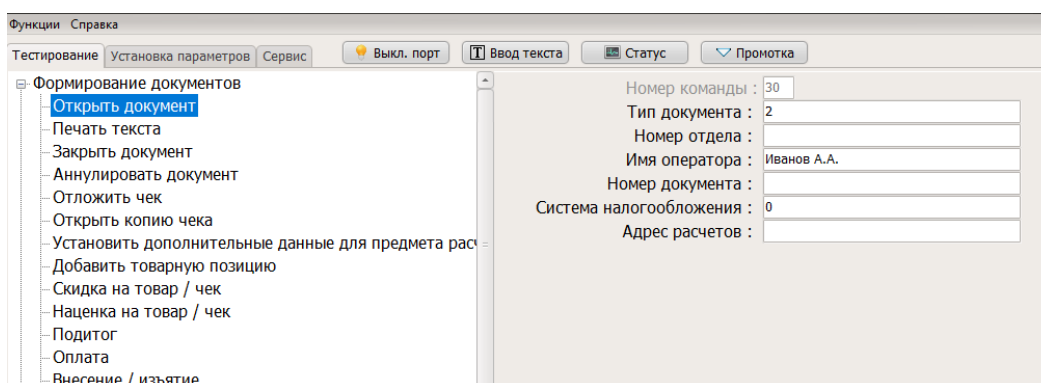 Функции Справка
Тестирование Установка параметров Сервис Выкл. порт Ввод текста Статус Промотка
Формирование документов
Открыть документ
Печать текста
Закрыть документ
Аннулировать документ
Отложить чек
Открыть копию чека
Установить дополнительные данные для предмета
Добавить товарную позицию
Скидка на товар / чек
Наценка на товар / чек
Подитог
Оплата
Внесение / изъятие
Номер команды : 30
Тип документа : 2
Номер отдела :
Имя оператора : Иванов А.А.
Номер документа :
Система налогообложения : 0
Адрес расчетов :